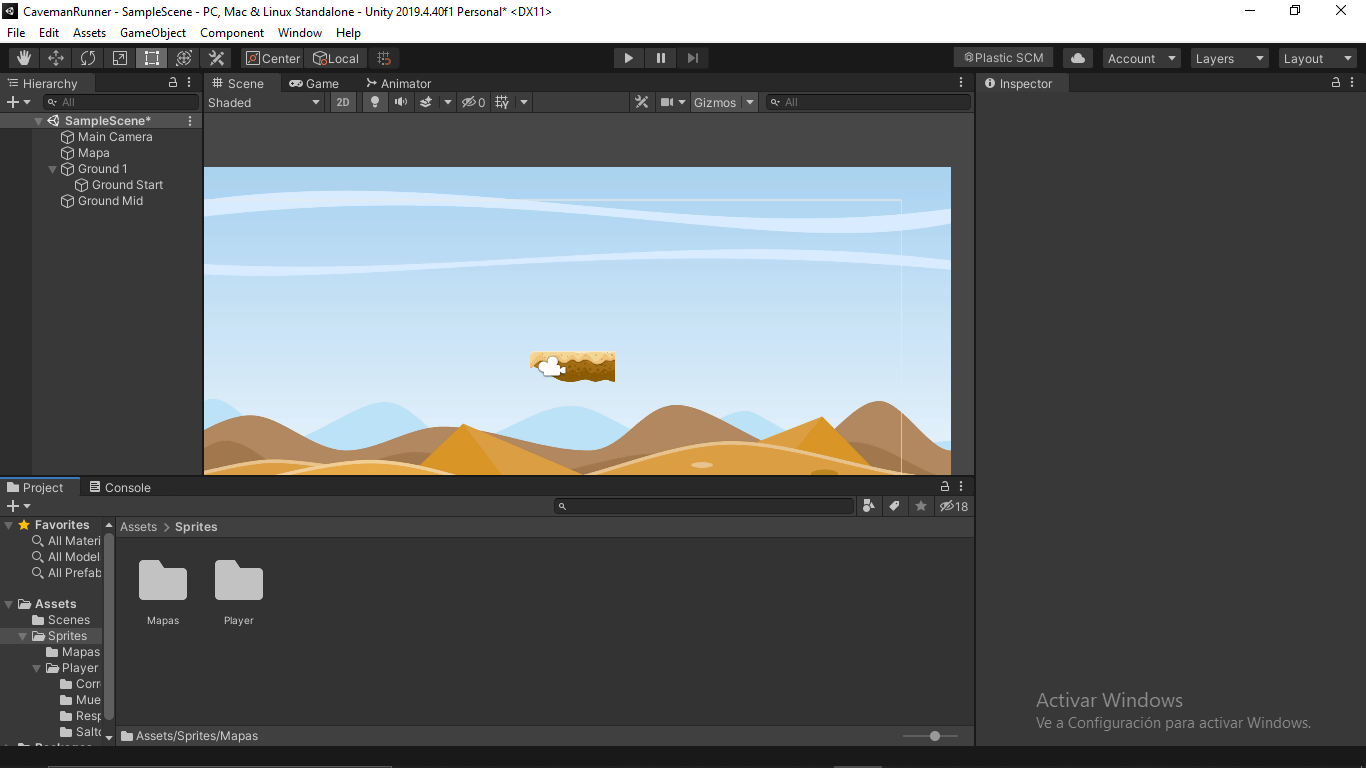 CavemanRunner - SampleScene - PC, Mac & Linux Standalone - Unity 2019.4.40f1 Personal* <DX11>
File Edit Assets GameObject Component Window Help
Center Local Plastic SCM Account Layers Layout
Hierarchy Scene Game Animator Inspector
All Shaded 2D 0 Gizmos All
SampleScene*
Main Camera
Mapa
Ground 1
Ground Start
Ground Mid
Project Console
18
Favorites Assets > Sprites
All Materi
All Model
All Prefab
Assets
Scenes
Sprites
Mapas
Player
Corr
Mue
Resp
Salto
Mapas Player
Assets/Sprites/Mapas
Activar Windows
Ve a Configuración para activar Windows.